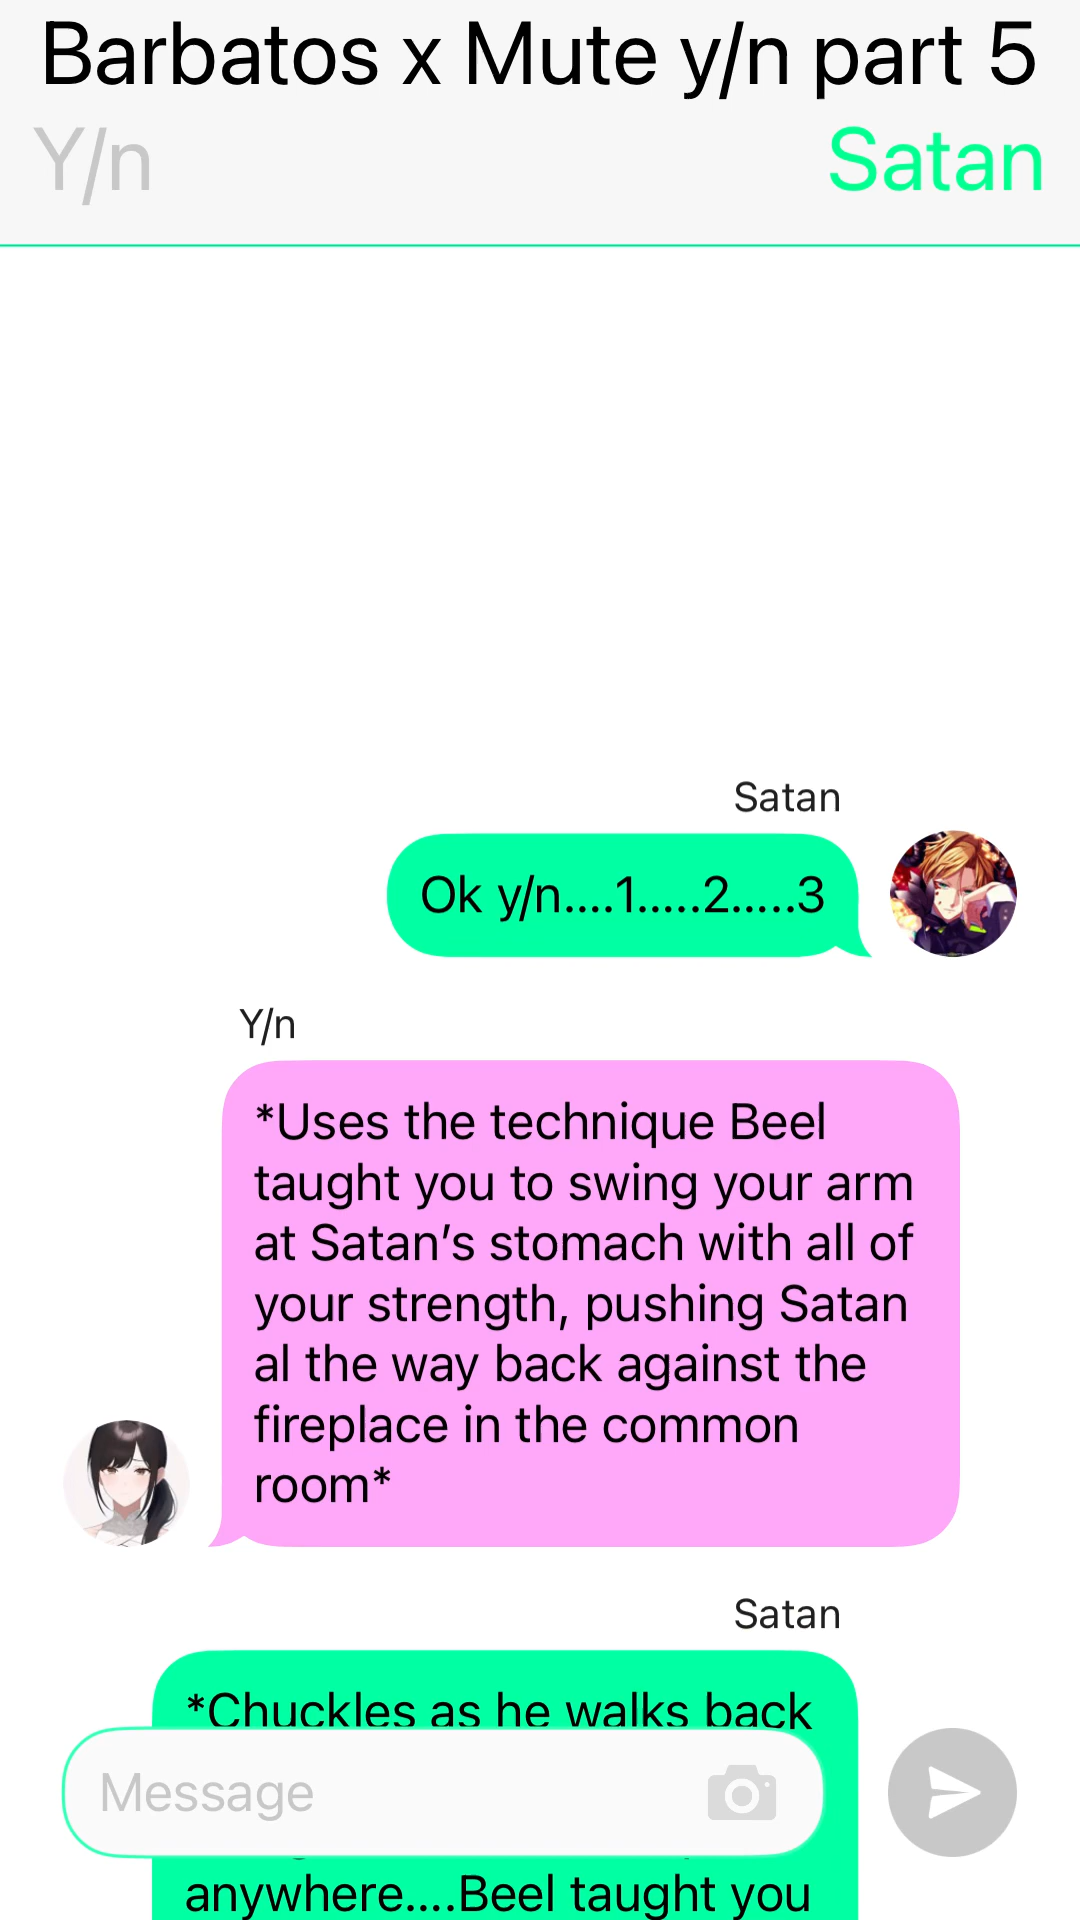 Barbatos x Mute y/n part 5
Y/n
Satan
Satan
Ok y/n....1.....2.....3
Y/n
*Uses the technique Beel
taught you to swing your arm
at Satan’s stomach with all of
your strength, pushing Satan
al the way back against the
fireplace in the common
room*
Satan
*Chuckles as he walks back
Message
anywhere....Beel taught you